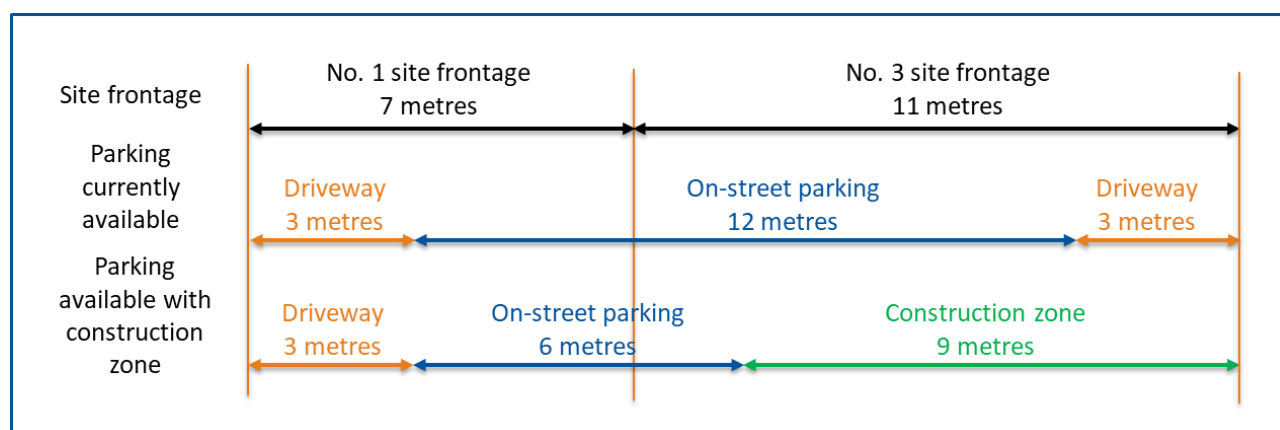 Site frontage
No. 1 site frontage
7 metres
No. 3 site frontage
11 metres
Parking
currently
available
Driveway
3 metres
On-street parking
12 metres
Driveway
3 metres
Parking
available with
construction
zone
Driveway
3 metres
On-street parking
6 metres
Construction zone
9 metres